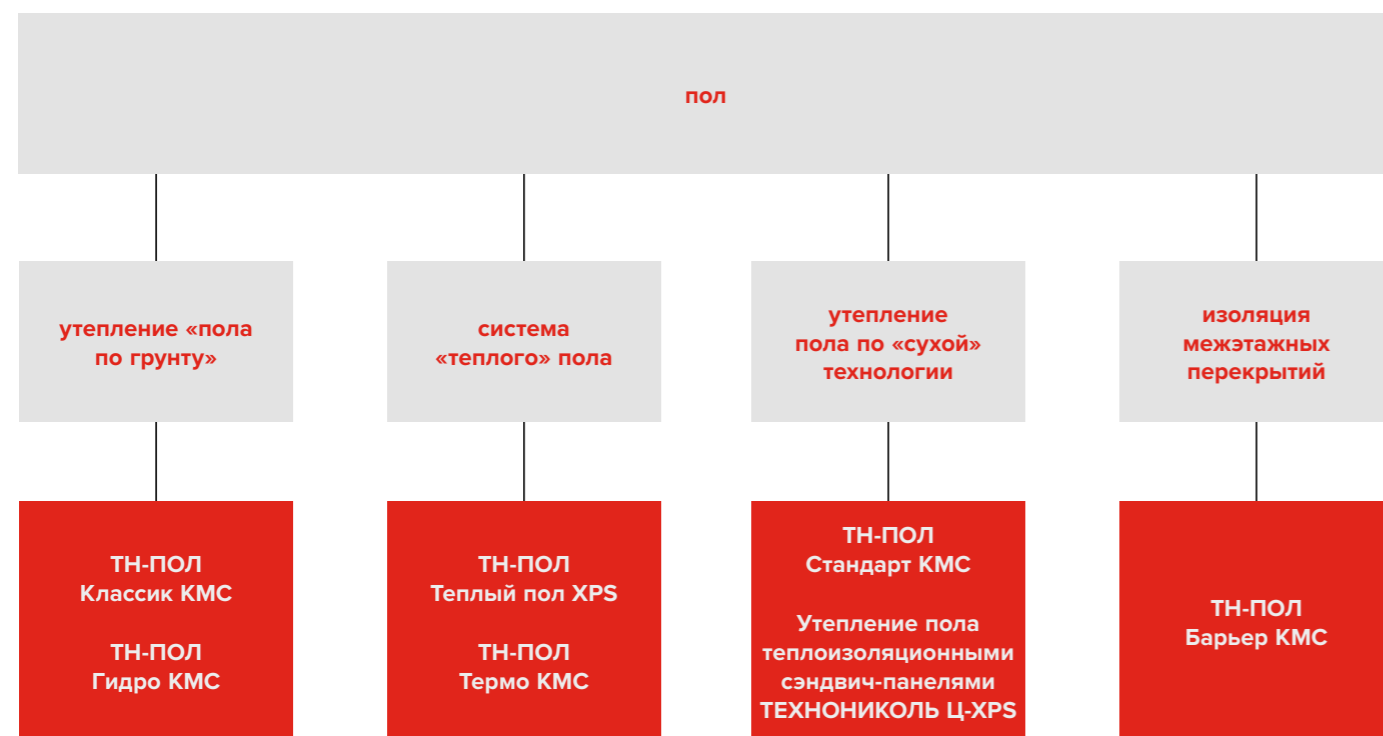 пол
утепление «пола
по грунту»
система
«теплого» пола
утепление
пола по «сухой»
технологии
изоляция
межэтажных
перекрытий
ТН-ПОЛ
Классик КМС
ТН-ПОЛ
Гидро КМС
ТН-ПОЛ
Теплый пол XPS
ТН-ПОЛ
Термо КМС
ТН-ПОЛ
Стандарт КМС
Утепление пола
теплоизоляционными
сэндвич-панелями
ТЕХНОНИКОЛЬ Ц-XPS
ТН-ПОЛ
Барьер КМС